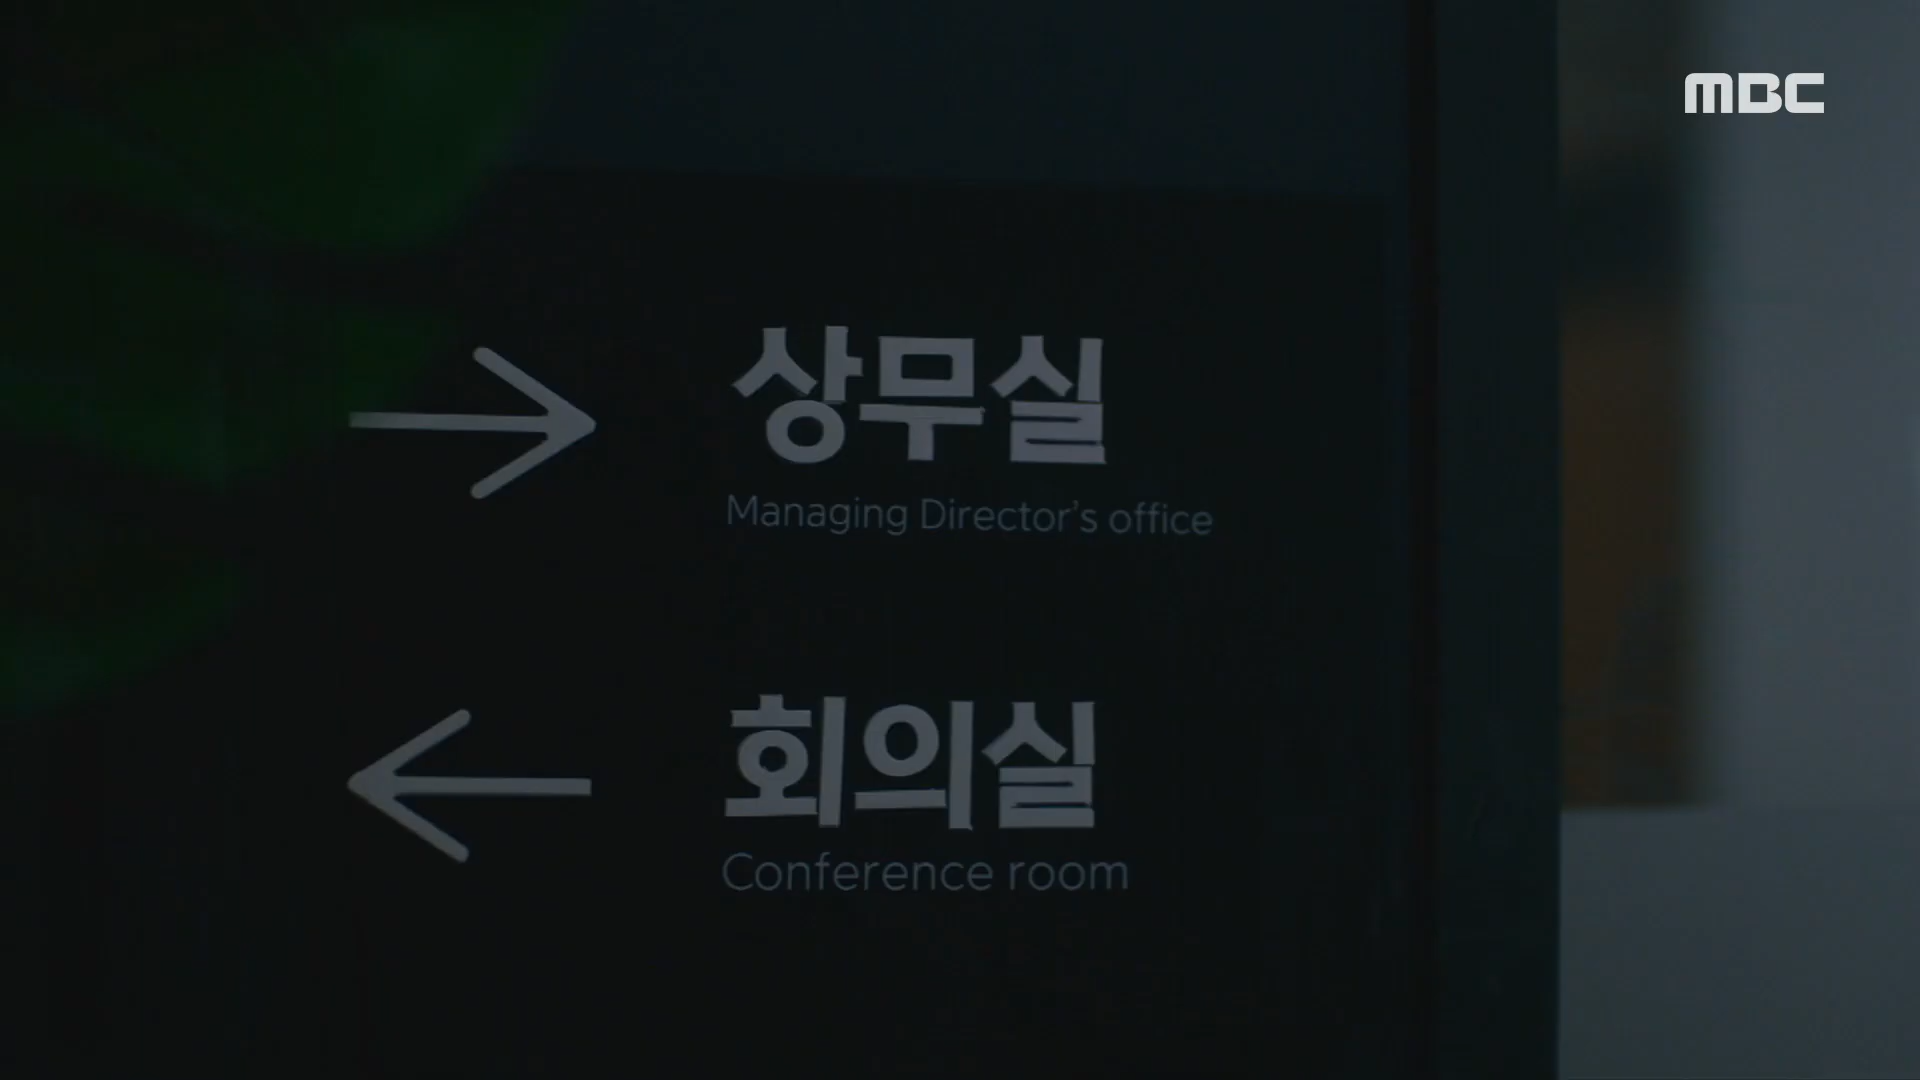 MBC
상무실
Managing Director's office
회의실
Conference room